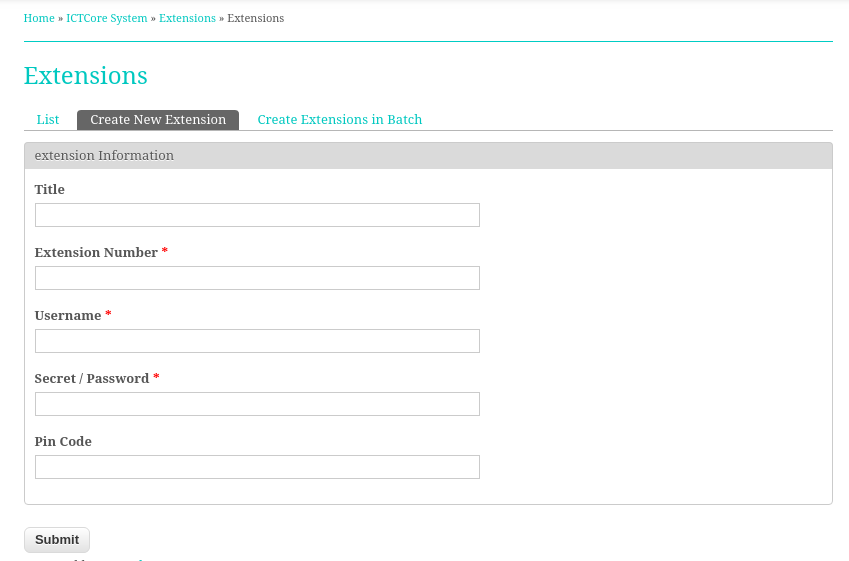 Home » ICTCore System » Extensions » Extensions
Extensions
List Create New Extension Create Extensions in Batch
extension Information
Title
Extension Number *
Username *
Secret / Password *
Pin Code
Submit